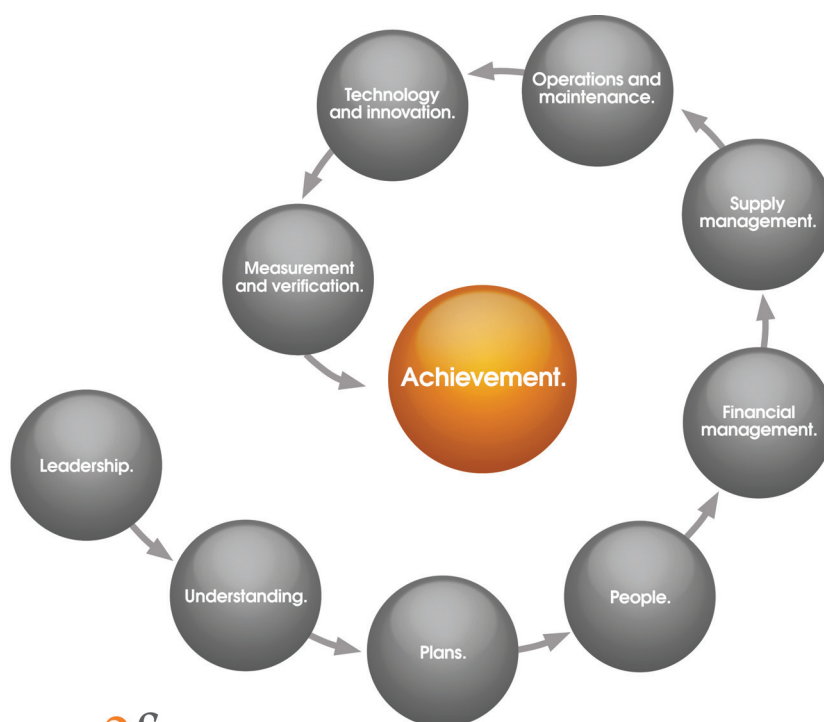 Leadership.
Understanding.
Plans.
People.
Financial
management.
Supply
management.
Operations and
maintenance.
Technology
and innovation.
Measurement
and verification.
Achievement.